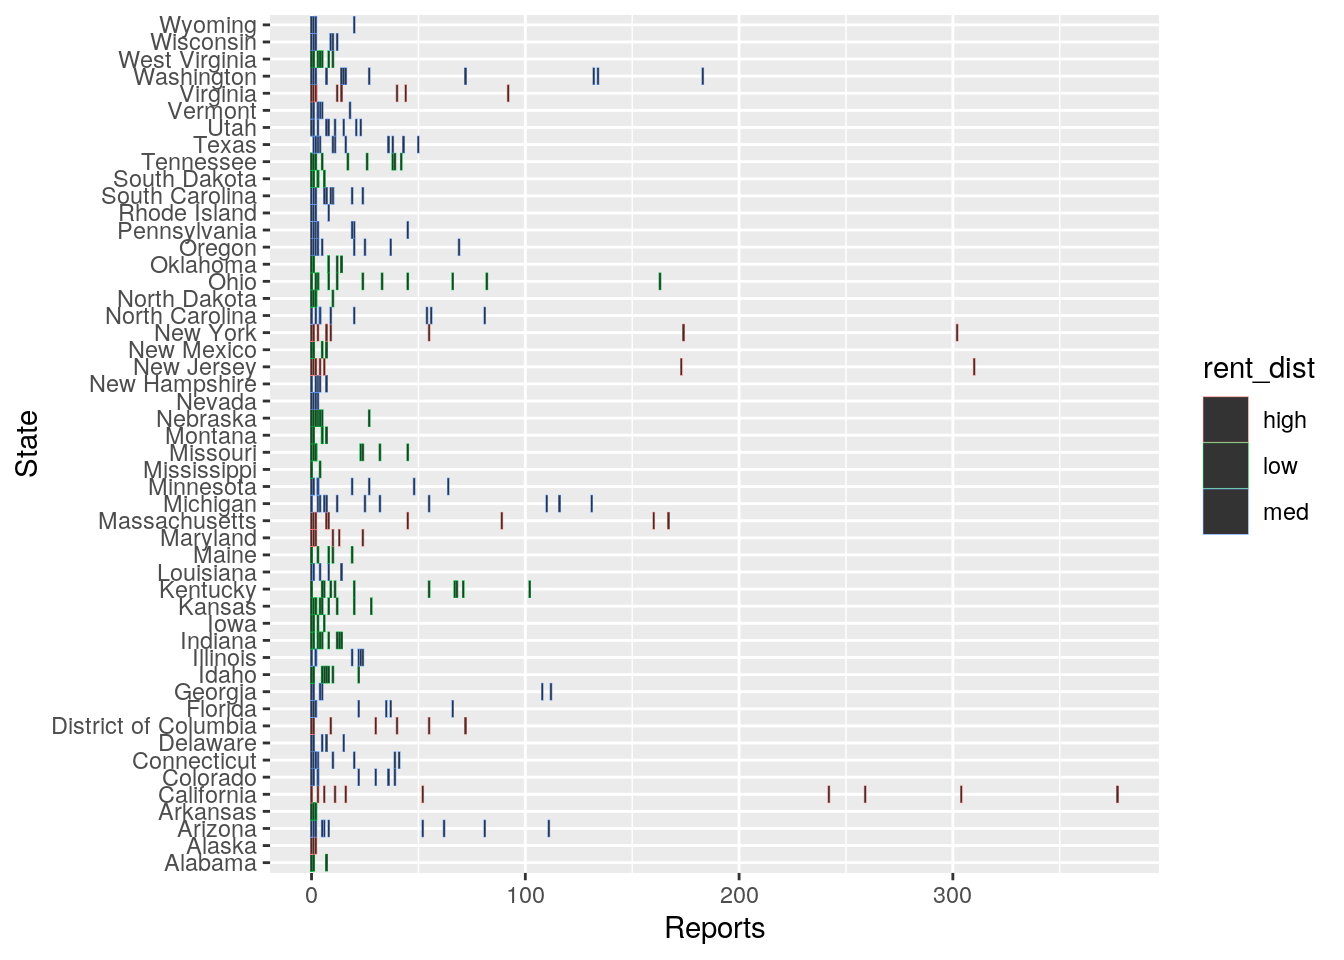 Wyoming
Wisconsin
West Virginia
Washington
Virginia
Vermont
Utah
Texas
Tennessee
South Dakota
South Carolina
Rhode Island
Pennsylvania
Oregon
Oklahoma
Ohio
North Dakota
North Carolina
New York
New Mexico
New Jersey
New Hampshire
Nevada
Nebraska
Montana
Missouri
Mississippi
Minnesota
Michigan
Massachusetts
Maryland
Maine
Louisiana
Kentucky
Kansas
Iowa
Indiana
Illinois
Idaho
Georgia
Florida
District of Columbia
Delaware
Connecticut
Colorado
California
Arkansas
Arizona
Alaska
Alabama
State
0 100 200 300
Reports
rent_dist
high
low
med